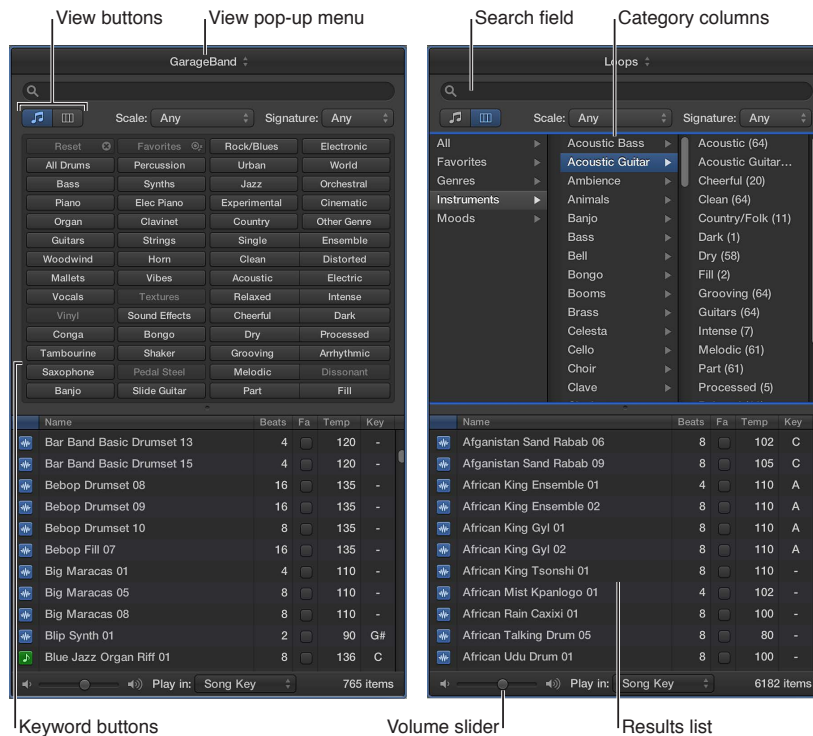 View buttons View pop-up menu Search field Category columns
GarageBand
Scale: Any Signature: Any
Reset Favorites Rock/Blues Electronic
All Drums Percussion Urban World
Bass Synths Jazz Orchestral
Piano Elec Piano Experimental Cinematic
Organ Clavinet Country Other Genre
Guitars Strings Single Ensemble
Woodwind Horn Clean Distorted
Mallets Vibes Acoustic Electric
Vocals Textures Relaxed Intense
Vinyl Sound Effects Cheerful Dark
Conga Bongo Dry Processed
Tambourine Shaker Grooving Arrhythmic
Saxophone Pedal Steel Melodic Dissonant
Banjo Slide Guitar Part Fill
Name Beats Fa Temp Key
Bar Band Basic Drumset 13 4 120 -
Bar Band Basic Drumset 15 4 120 -
Bebop Drumset 08 16 135 -
Bebop Drumset 09 16 135 -
Bebop Drumset 10 8 135 -
Bebop Fill 07 16 135 -
Big Maracas 01 4 110 -
Big Maracas 05 8 110 -
Big Maracas 08 8 110 -
Blip Synth 01 2 90 G#
Blue Jazz Organ Riff 01 8 136 C
Play in: Song Key 765 items
Loops
Scale: Any Signature: Any
All Acoustic Bass Acoustic (64)
Favorites Acoustic Guitar Acoustic Guitar...
Genres Ambience Cheerful (20)
Instruments Animals Clean (64)
Moods Banjo Country/Folk (11)
Bass Dark (1)
Bell Dry (58)
Bongo Fill (2)
Booms Grooving (64)
Brass Guitars (64)
Celesta Intense (7)
Cello Melodic (61)
Choir Part (61)
Clave Processed (5)
Name Beats Fa Temp Key
Afganistan Sand Rabab 06 8 102 C
Afganistan Sand Rabab 09 8 105 C
African King Ensemble 01 4 110 A
African King Ensemble 02 8 110 A
African King Gyl 01 8 110 A
African King Gyl 02 8 110 A
African King Tsonshi 01 8 110 -
African Mist Kpanlogo 01 4 102 -
African Rain Caxixi 01 8 100 -
African Talking Drum 05 8 80 -
African Udu Drum 01 8 100 -
Play in: Song Key 6182 items
Keyword buttons Volume slider Results list